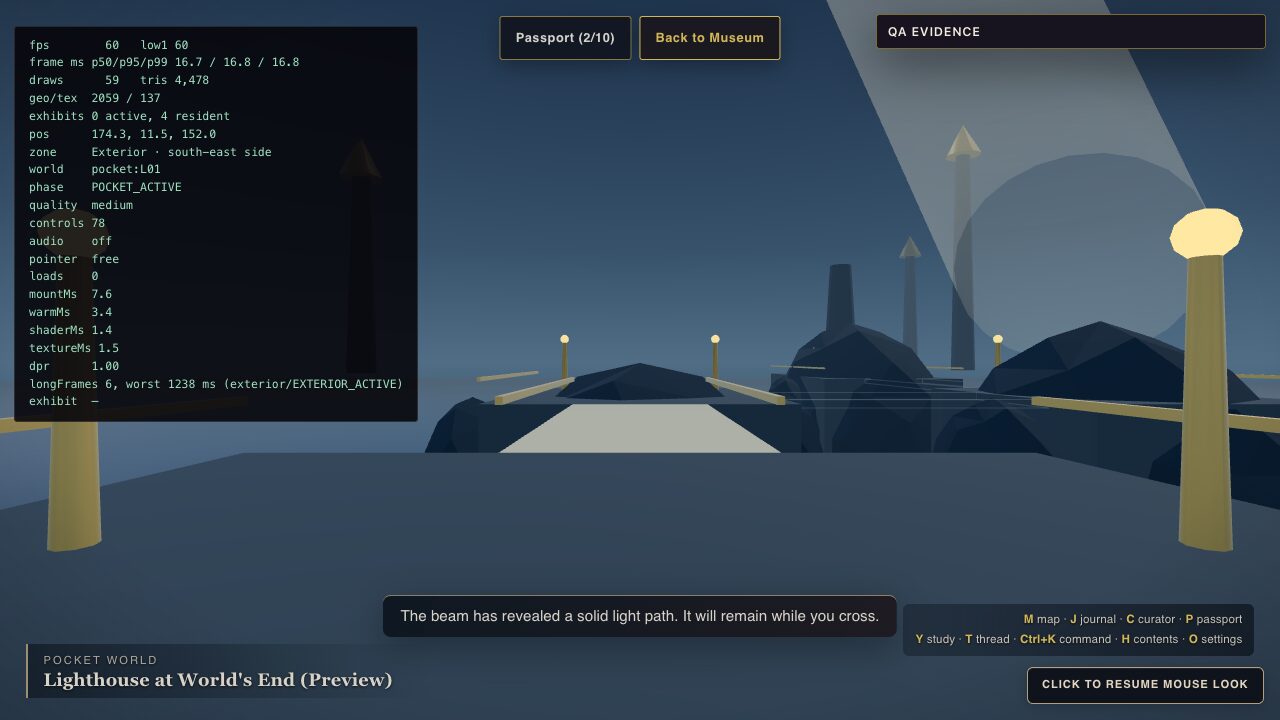 fps 60 low1 60
frame ms p50/p95/p99 16.7 / 16.8 / 16.8
draws 59 tris 4,478
geo/tex 2059 / 137
exhibits 0 active, 4 resident
pos 174.3, 11.5, 152.0
zone Exterior · south-east side
world pocket:L01
phase POCKET_ACTIVE
quality medium
controls 78
audio off
pointer free
loads 0
mountMs 7.6
warmMs 3.4
shaderMs 1.4
textureMs 1.5
dpr 1.00
longFrames 6, worst 1238 ms (exterior/EXTERIOR_ACTIVE)
exhibit —
Passport (2/10) Back to Museum
QA EVIDENCE
The beam has revealed a solid light path. It will remain while you cross.
M map · J journal · C curator · P passport
Y study · T thread · Ctrl+K command · H contents · O settings
POCKET WORLD
Lighthouse at World's End (Preview)
CLICK TO RESUME MOUSE LOOK